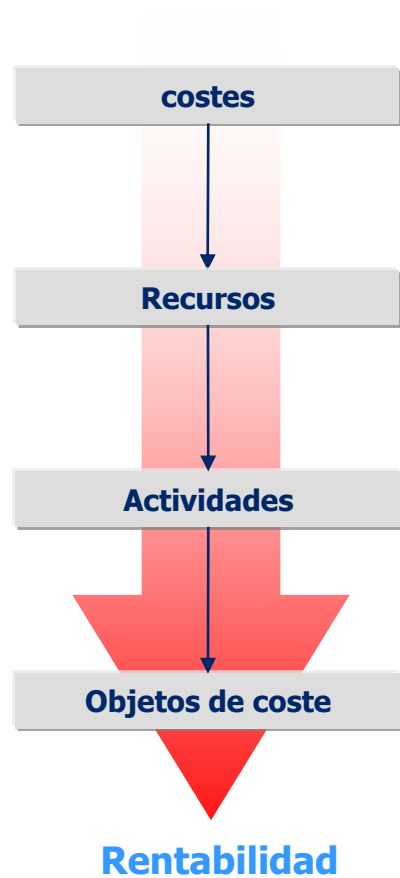 costes
Recursos
Actividades
Objetos de coste
Rentabilidad